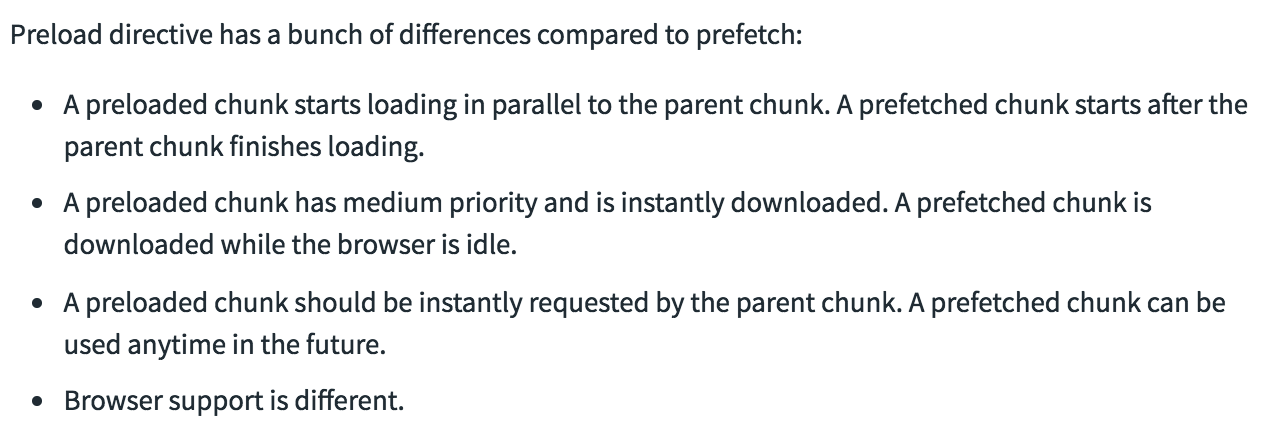 Preload directive has a bunch of differences compared to prefetch:
• A preloaded chunk starts loading in parallel to the parent chunk. A prefetched chunk starts after the
parent chunk finishes loading.
• A preloaded chunk has medium priority and is instantly downloaded. A prefetched chunk is
downloaded while the browser is idle.
• A preloaded chunk should be instantly requested by the parent chunk. A prefetched chunk can be
used anytime in the future.
• Browser support is different.